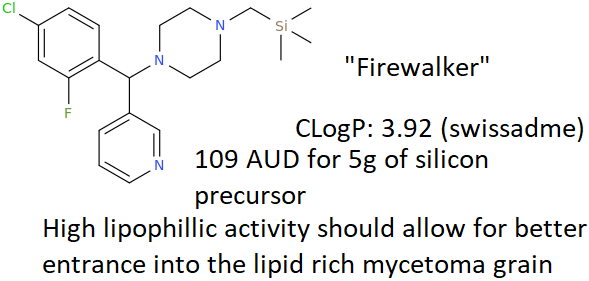 Cl
N
Si
N
"Firewalker"
F
CLogP: 3.92 (swissadme)
N
109 AUD for 5g of silicon
precursor
High lipophillic activity should allow for better
entrance into the lipid rich mycetoma grain